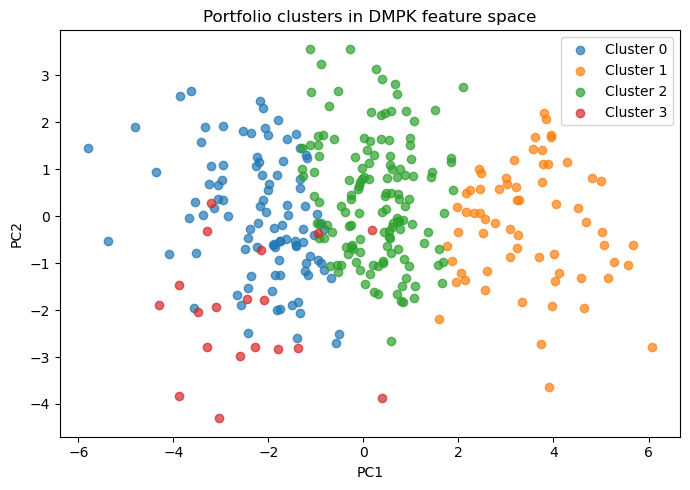 Portfolio clusters in DMPK feature space
Cluster 0
Cluster 1
Cluster 2
Cluster 3
3
2
1
0
−1
−2
−3
−4
PC2
−6
−4
−2
0
2
4
6
PC1